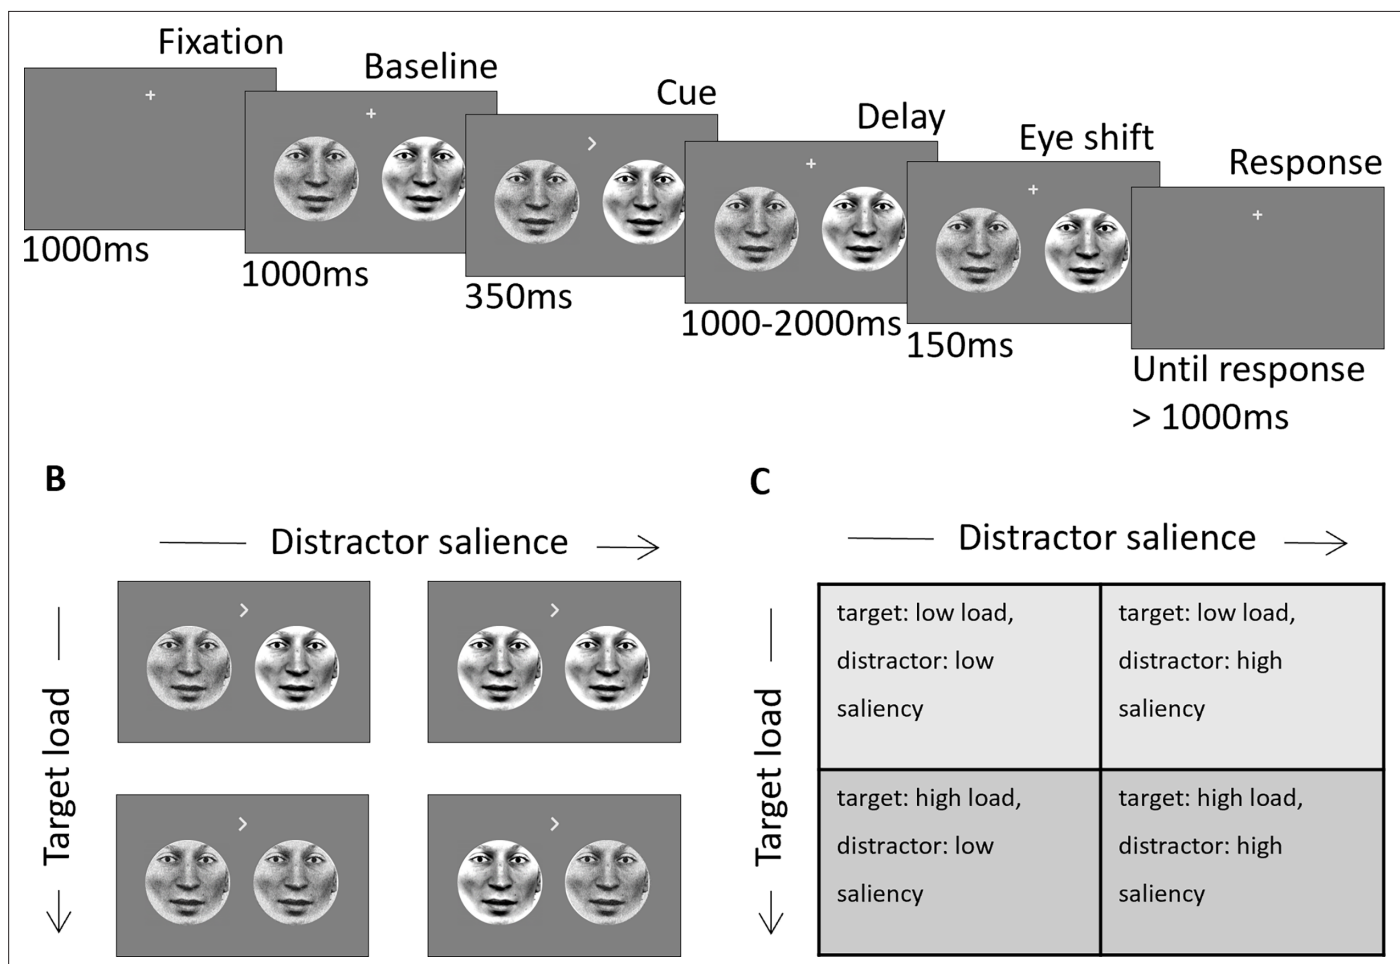 Fixation
Baseline
Cue
Delay
Eye shift
Response
1000ms
1000ms
350ms
1000-2000ms
150ms
Until response
> 1000ms
B
Distractor salience
Target load
C
Distractor salience
Target load
target: low load,
distractor: low
saliency
target: low load,
distractor: high
saliency
target: high load,
distractor: low
saliency
target: high load,
distractor: high
saliency